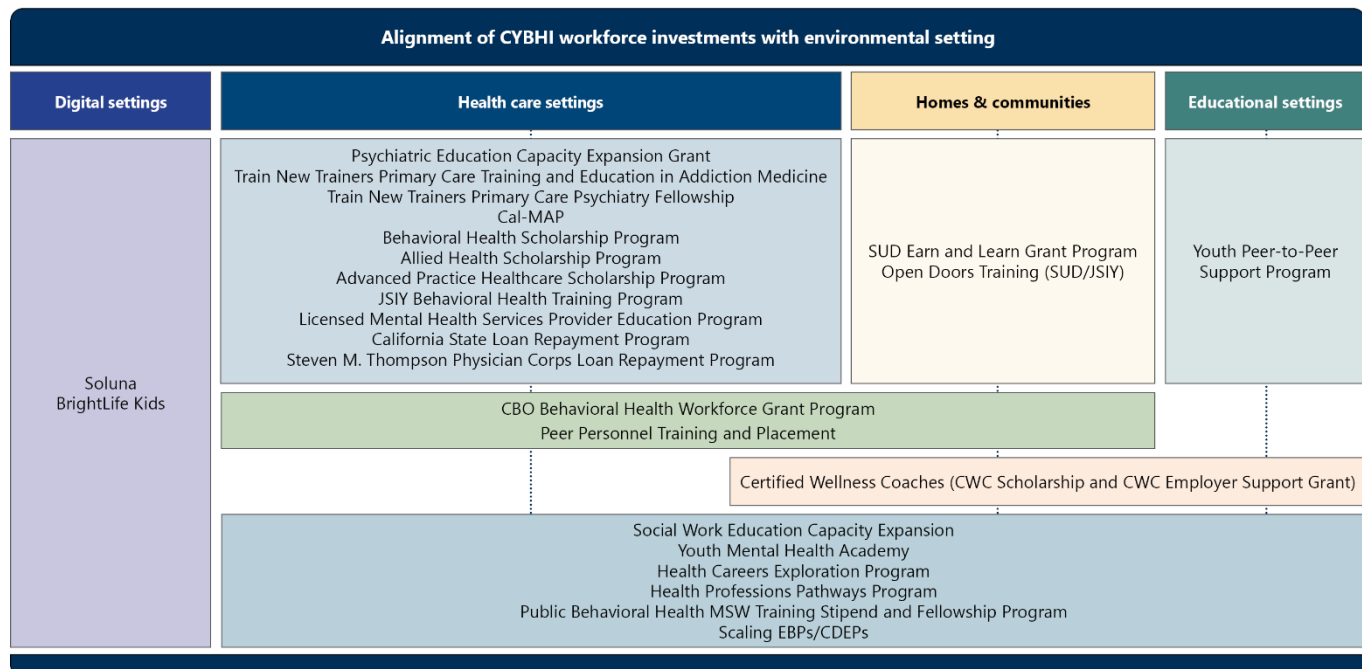 Alignment of CYBHI workforce investments with environmental setting
Digital settings
Health care settings
Homes & communities
Educational settings
Soluna
BrightLife Kids
Psychiatric Education Capacity Expansion Grant
Train New Trainers Primary Care Training and Education in Addiction Medicine
Train New Trainers Primary Care Psychiatry Fellowship
Cal-MAP
Behavioral Health Scholarship Program
Allied Health Scholarship Program
Advanced Practice Healthcare Scholarship Program
JSIY Behavioral Health Training Program
Licensed Mental Health Services Provider Education Program
California State Loan Repayment Program
Steven M. Thompson Physician Corps Loan Repayment Program
SUD Earn and Learn Grant Program
Open Doors Training (SUD/JSIY)
Youth Peer-to-Peer
Support Program
CBO Behavioral Health Workforce Grant Program
Peer Personnel Training and Placement
Certified Wellness Coaches (CWC Scholarship and CWC Employer Support Grant)
Social Work Education Capacity Expansion
Youth Mental Health Academy
Health Careers Exploration Program
Health Professions Pathways Program
Public Behavioral Health MSW Training Stipend and Fellowship Program
Scaling EBPs/CDEPs